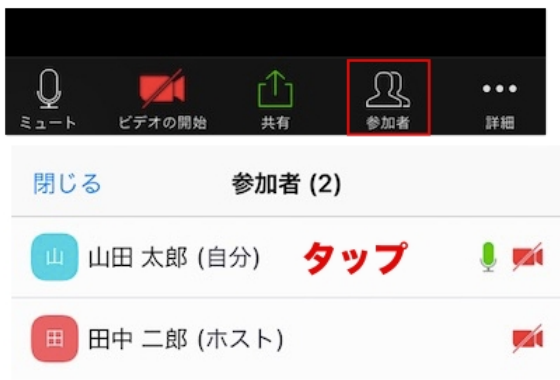 ミュート ビデオの開始 共有 参加者 詳細
閉じる 参加者 (2)
山 山田 太郎 (自分) タップ
田 田中 二郎 (ホスト)